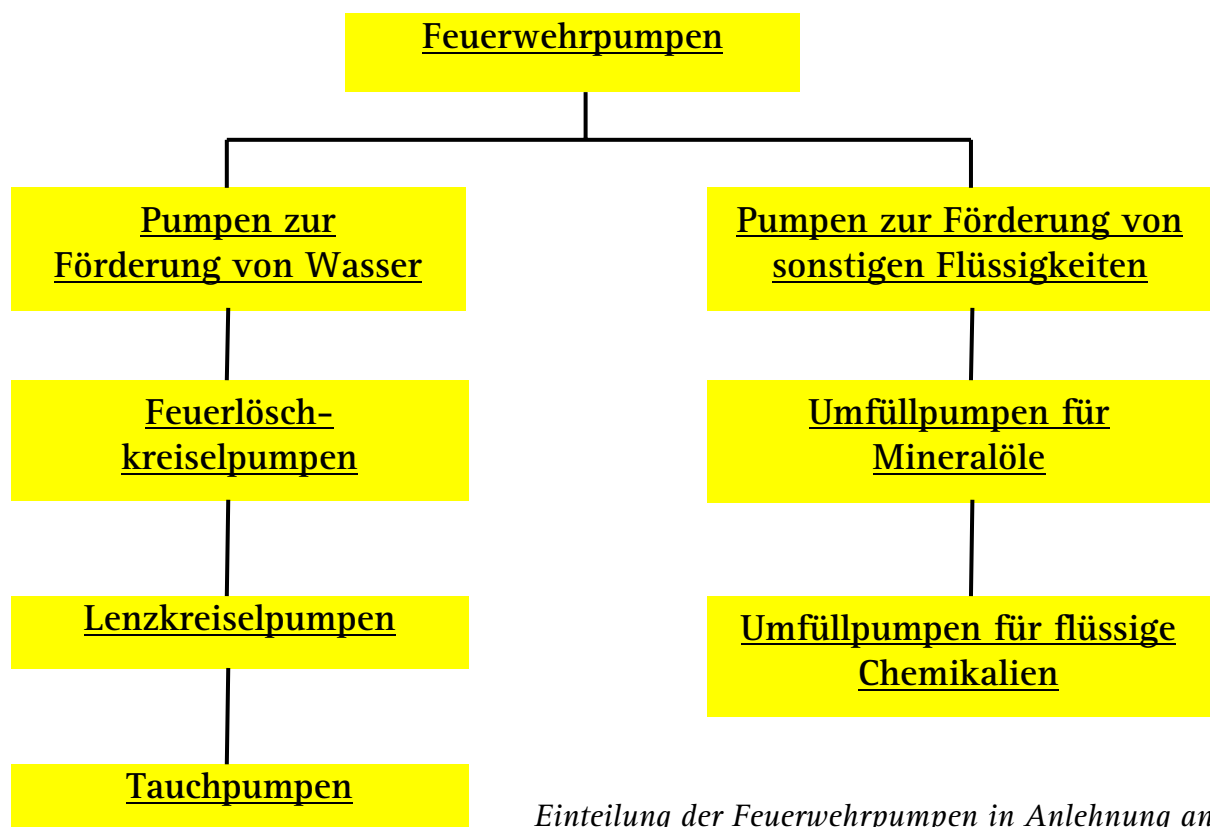 Feuerwehrpumpen
Pumpen zur
Förderung von Wasser
Pumpen zur Förderung von
sonstigen Flüssigkeiten
Feuerlösch-
kreiselpumpen
Umfüllpumpen für
Mineralöle
Lenzkreiselpumpen
Umfüllpumpen für flüssige
Chemikalien
Tauchpumpen
Einteilung der Feuerwehrpumpen in Anlehnung an